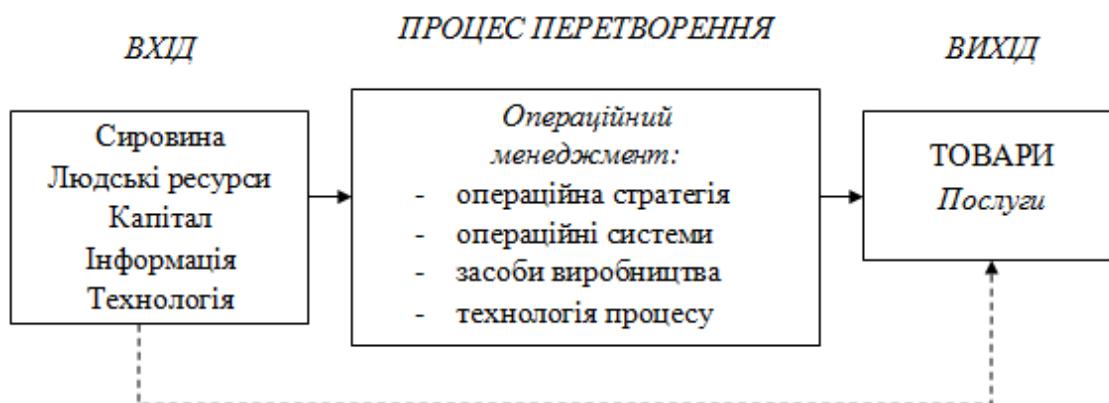 ВХІД
ПРОЦЕС ПЕРЕТВОРЕННЯ
ВИХІД
Сировина
Людські ресурси
Капітал
Інформація
Технологія
Операційний
менеджмент:
- операційна стратегія
- операційні системи
- засоби виробництва
- технологія процесу
ТОВАРИ
Послуги